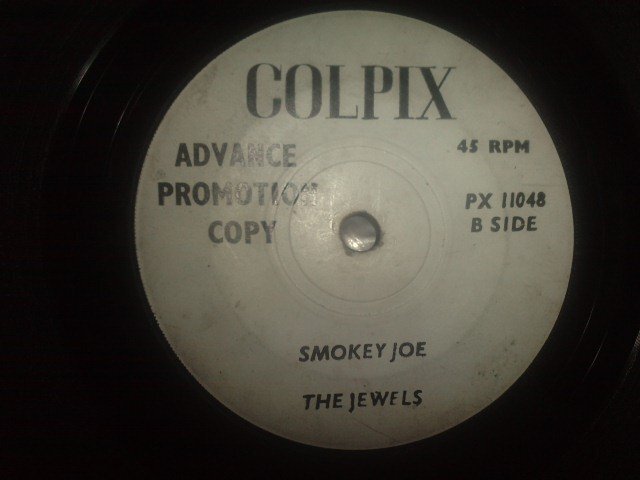 COLPIX
ADVANCE
PROMOTION
COPY
45 RPM
PX 11048
B SIDE
SMOKEY JOE
THE JEWELS